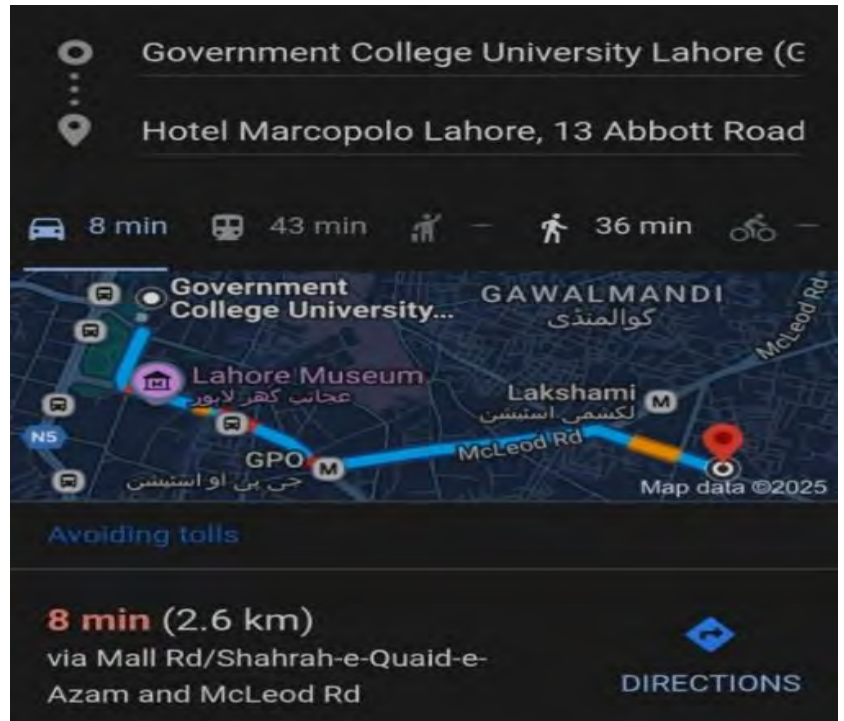 Government College University Lahore (G
Hotel Marcopolo Lahore, 13 Abbott Road
8 min 43 min — 36 min —
Government
College University...
GAWALMANDI
کوالمنڈی
McLeod Rd
Lahore Museum
عجائب گھر لاہور
Lakshami
لکشمی اسٹیشن
M
N5
McLeod Rd
GPO
M
جی پی او اسٹیشن
Map data ©2025
Avoiding tolls
8 min (2.6 km)
via Mall Rd/Shahrah-e-Quaid-e-
Azam and McLeod Rd
DIRECTIONS